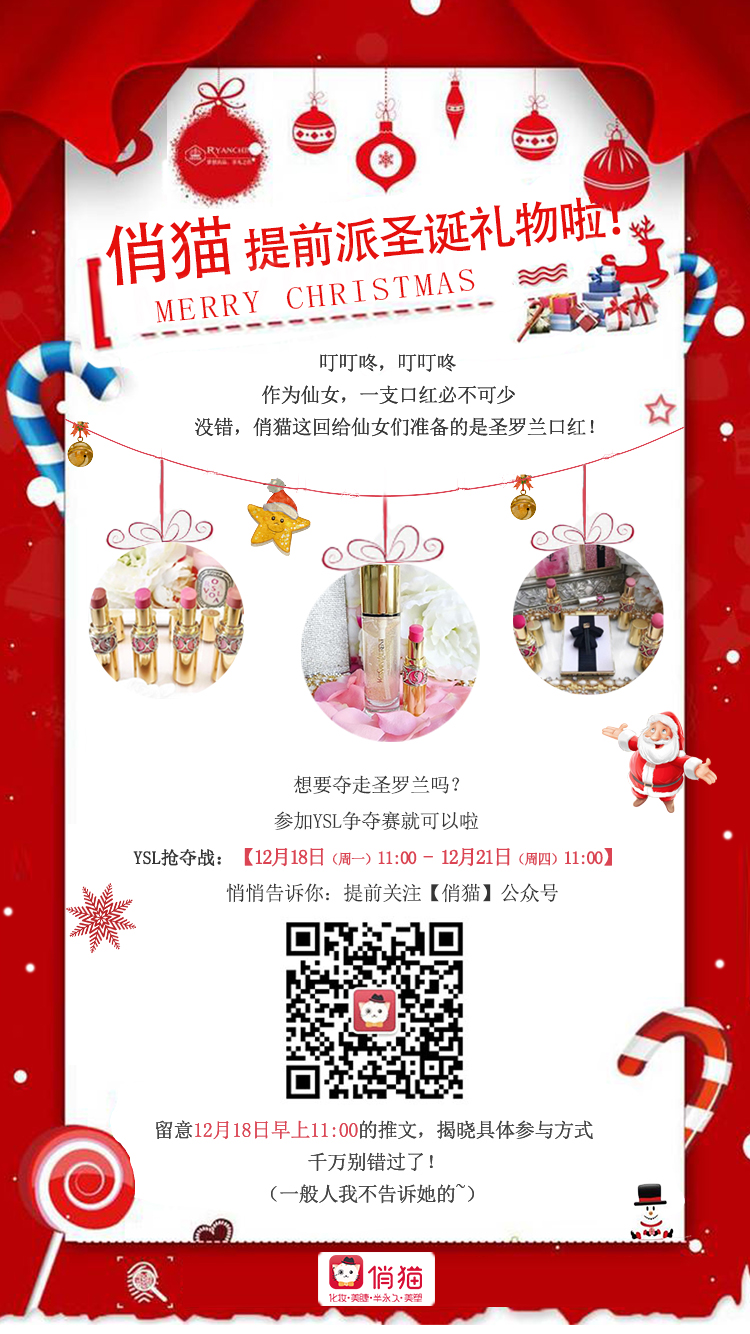 RYANCHI
俏猫 提前派圣诞礼物啦!
MERRY CHRISTMAS
叮叮咚，叮叮咚
作为仙女，一支口红必不可少
没错，俏猫这回给仙女们准备的是圣罗兰口红！
想要夺走圣罗兰吗？
参加YSL争夺赛就可以啦
YSL抢夺战：【12月18日（周一）11:00 - 12月21日（周四）11:00】
悄悄告诉你：提前关注【俏猫】公众号
留意12月18日早上11:00的推文，揭晓具体参与方式
千万别错过了！
（一般人我不告诉她的~）
俏猫
化妆·美睫·半永久·美塑